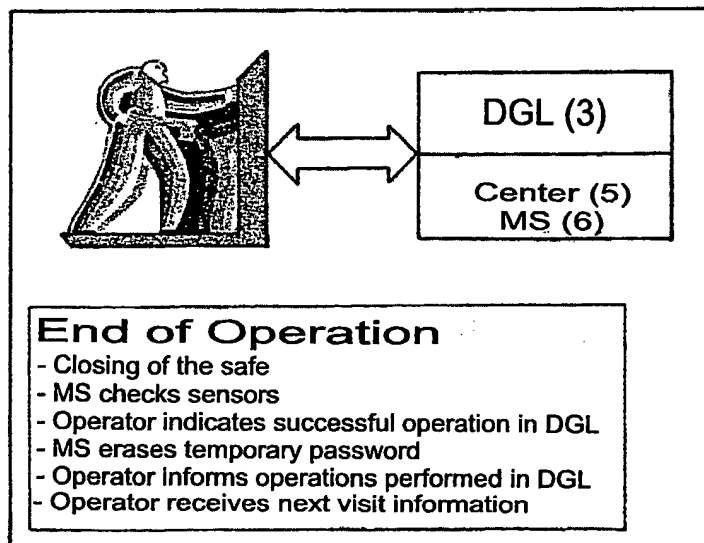 DGL (3)
Center (5)
MS (6)
End of Operation
- Closing of the safe
- MS checks sensors
- Operator indicates successful operation in DGL
- MS erases temporary password
- Operator informs operations performed in DGL
- Operator receives next visit information